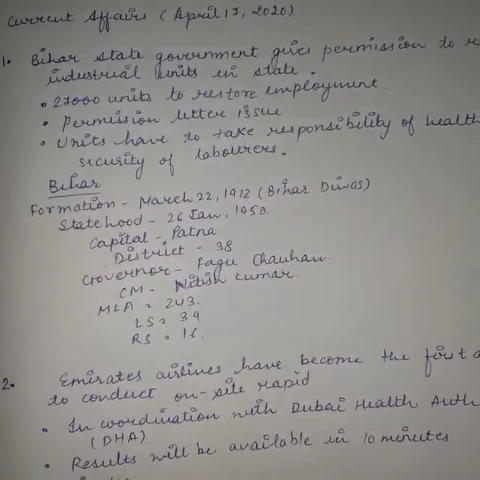 Current Affairs (April 17, 2020)
1. Bihar state government gives permission to
industrial units in state.
• 27000 units to restore employment.
• Permission letter issue
• Units have to take responsibility of health
security of labourers.
Bihar
Formation - March 22, 1912 (Bihar Diwas)
Statehood - 26 Jan, 1950.
Capital - Patna
District - 38
Governor - Fagu Chauhan.
CM - Nitish Kumar.
MLA = 243.
LS = 39
RS = 16.
2. Emirates airlines have become the first
to conduct on-site rapid
• In coordination with Dubai Health Auth
(DHA)
• Results will be available in 10 minutes